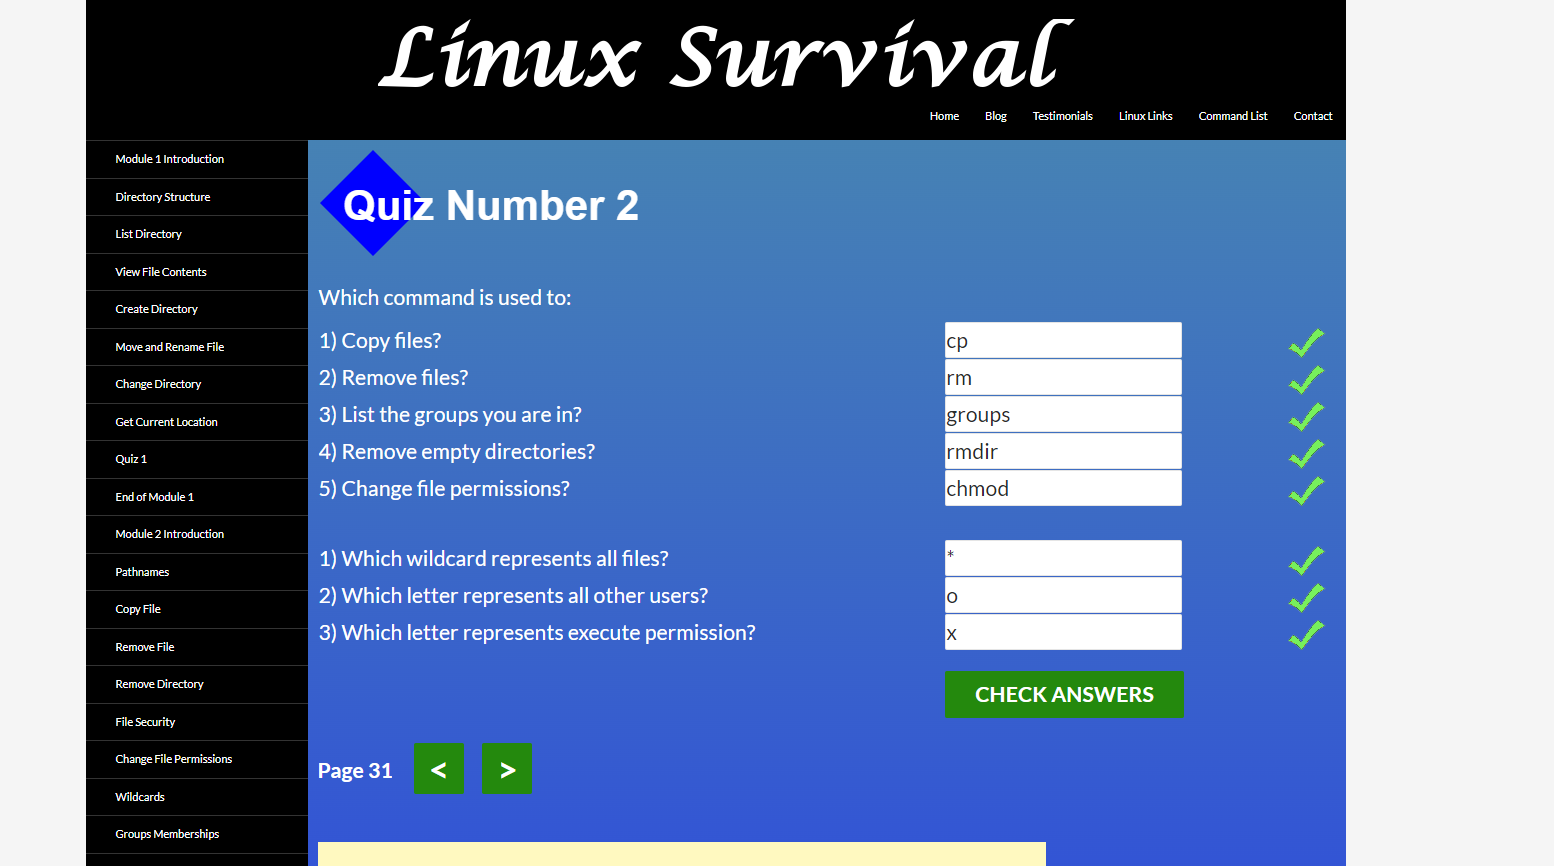 Linux Survival
Home Blog Testimonials Linux Links Command List Contact
Module 1 Introduction
Directory Structure
List Directory
View File Contents
Create Directory
Move and Rename File
Change Directory
Get Current Location
Quiz 1
End of Module 1
Module 2 Introduction
Pathnames
Copy File
Remove File
Remove Directory
File Security
Change File Permissions
Wildcards
Groups Memberships
Quiz Number 2
Which command is used to:
1) Copy files? cp
2) Remove files? rm
3) List the groups you are in? groups
4) Remove empty directories? rmdir
5) Change file permissions? chmod
1) Which wildcard represents all files? *
2) Which letter represents all other users? o
3) Which letter represents execute permission? x
CHECK ANSWERS
Page 31 < >